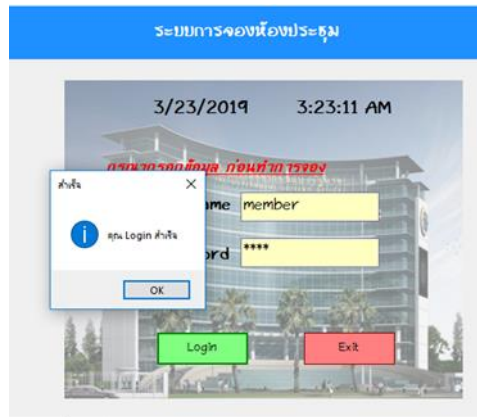 ระบบการจองห้องประชุม
3/23/2019 3:23:11 AM
กรุณากรอกข้อมูล ก่อนทำการจอง
สำเร็จ
คุณ Login สำเร็จ
OK
ame member
ord ****
Login Exit